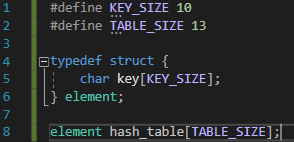 1 #define KEY_SIZE 10
2 #define TABLE_SIZE 13
3
4 typedef struct {
5 char key[KEY_SIZE];
6 } element;
7
8 element hash_table[TABLE_SIZE];